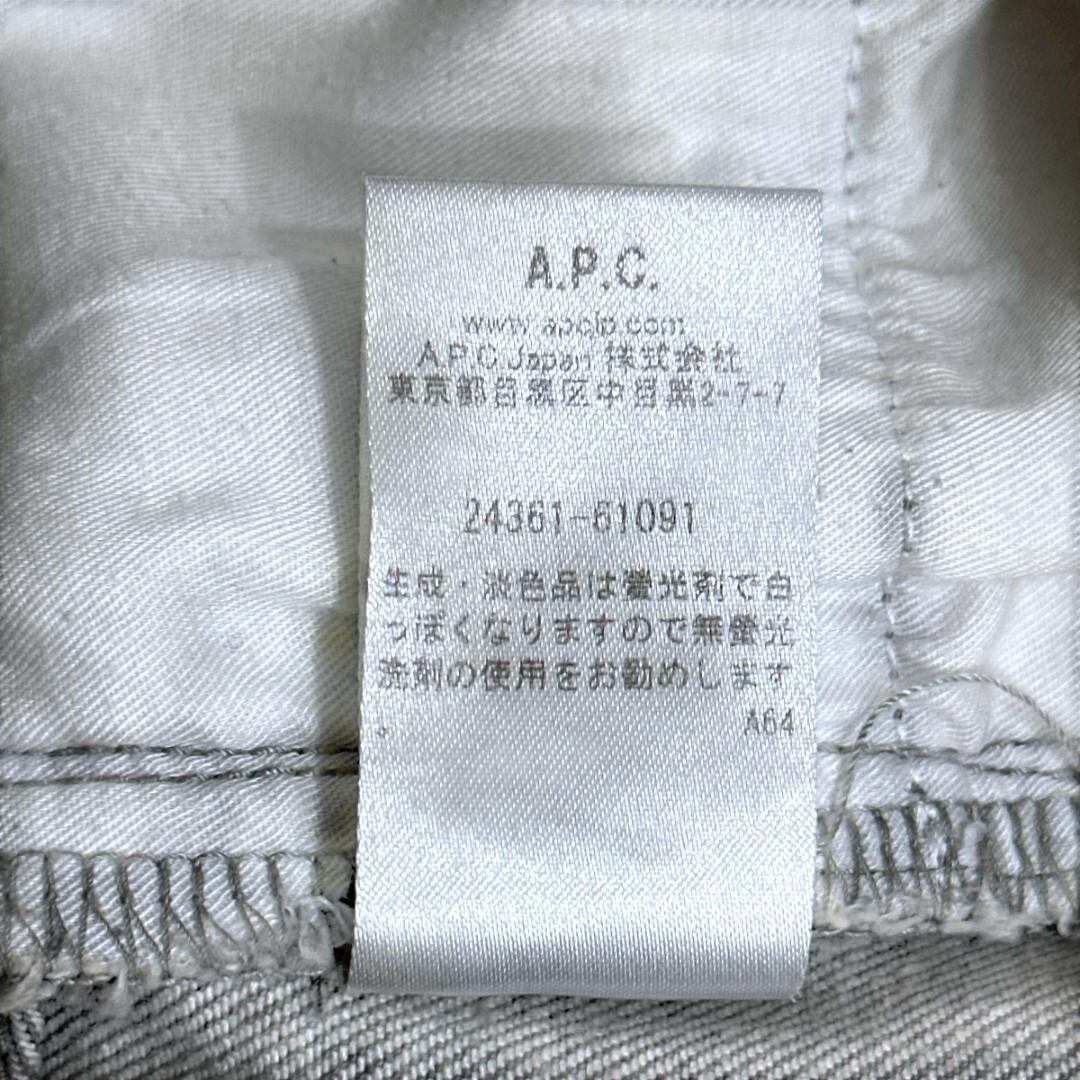 A.P.C.
www.apcjp.com
A.P.C.Japan 株式会社
東京都目黒区中目黒2-7-7
24361-61091
生成・淡色品は蛍光剤で白
っぽくなりますので無蛍光
洗剤の使用をお勧めします
。
A64